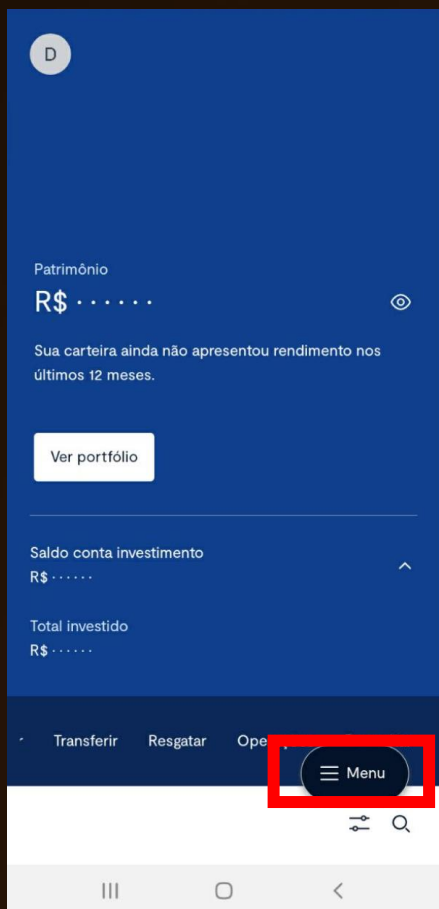 D
Patrimônio
R$ ······
Sua carteira ainda não apresentou rendimento nos
últimos 12 meses.
Ver portfólio
Saldo conta investimento
R$ ······
Total investido
R$ ······
Transferir Resgatar
Menu